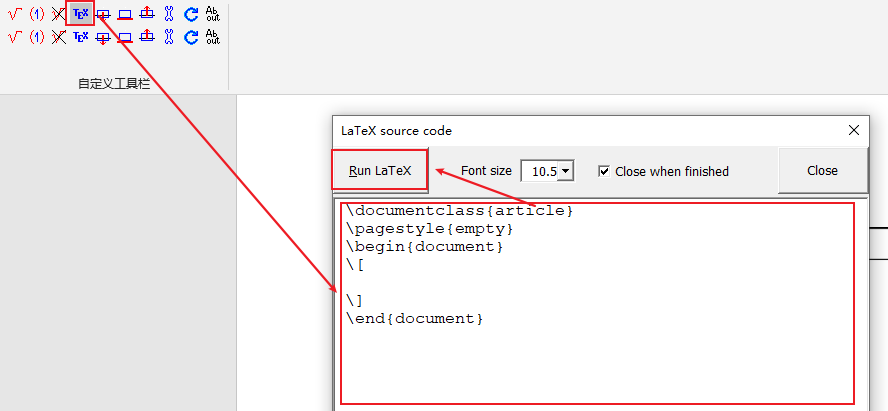 √ (1) TEX Ab out
√ (1) TEX Ab out
自定义工具栏
LaTeX source code
Run LaTeX Font size 10.5 Close when finished Close
\documentclass{article}
\pagestyle{empty}
\begin{document}
\[
\]
\end{document}